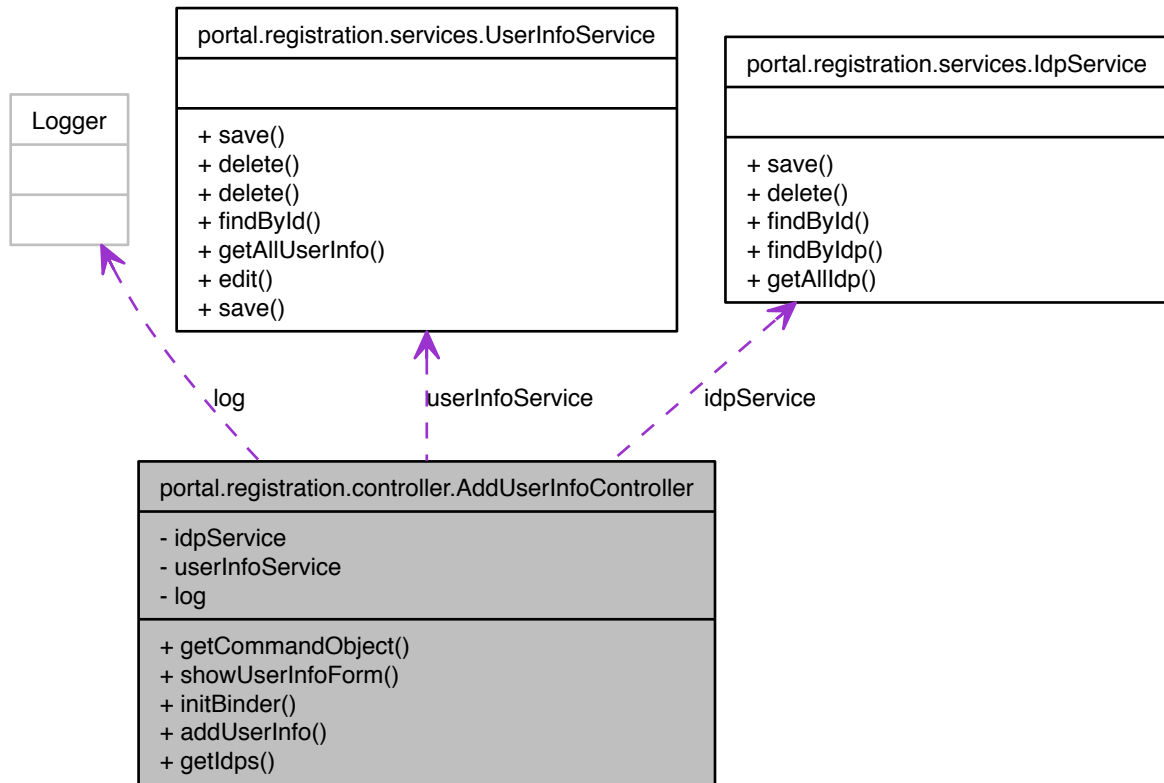 portal.registration.services.UserInfoService
+ save()
+ delete()
+ delete()
+ findById()
+ getAllUserInfo()
+ edit()
+ save()
portal.registration.services.IdpService
+ save()
+ delete()
+ findById()
+ findByIdp()
+ getAllIdp()
Logger
log
userInfoService
idpService
portal.registration.controller.AddUserInfoController
- idpService
- userInfoService
- log
+ getCommandObject()
+ showUserInfoForm()
+ initBinder()
+ addUserInfo()
+ getIdps()